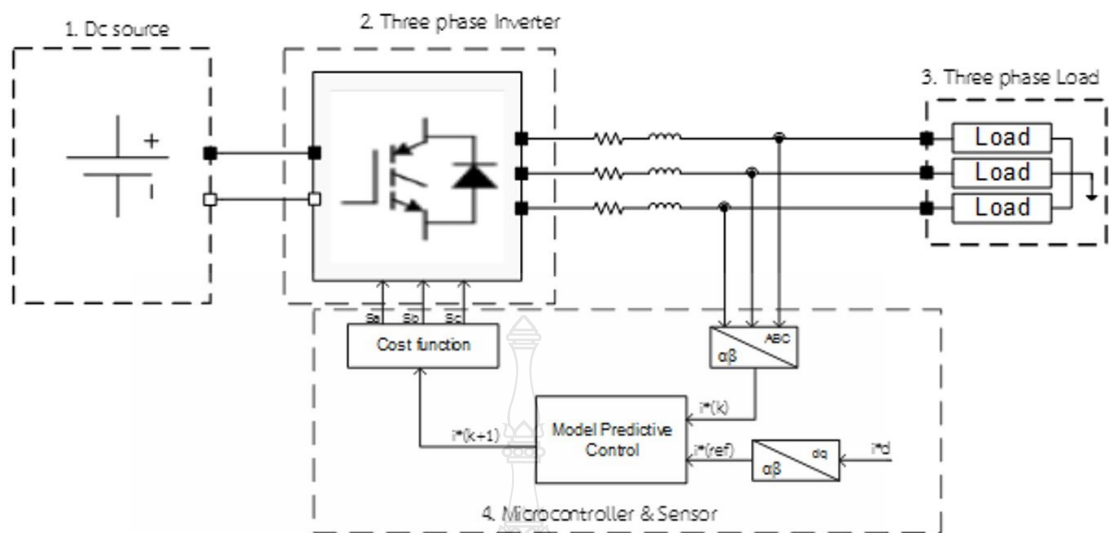 1. Dc source
2. Three phase Inverter
3. Three phase Load
+
Load
Load
Load
Sa Sb Sc
Cost function
ABC
αβ
i*(k)
Model Predictive
Control
i*(k+1)
i*(ref)
dq
αβ
i*d
4. Microcontroller & Sensor